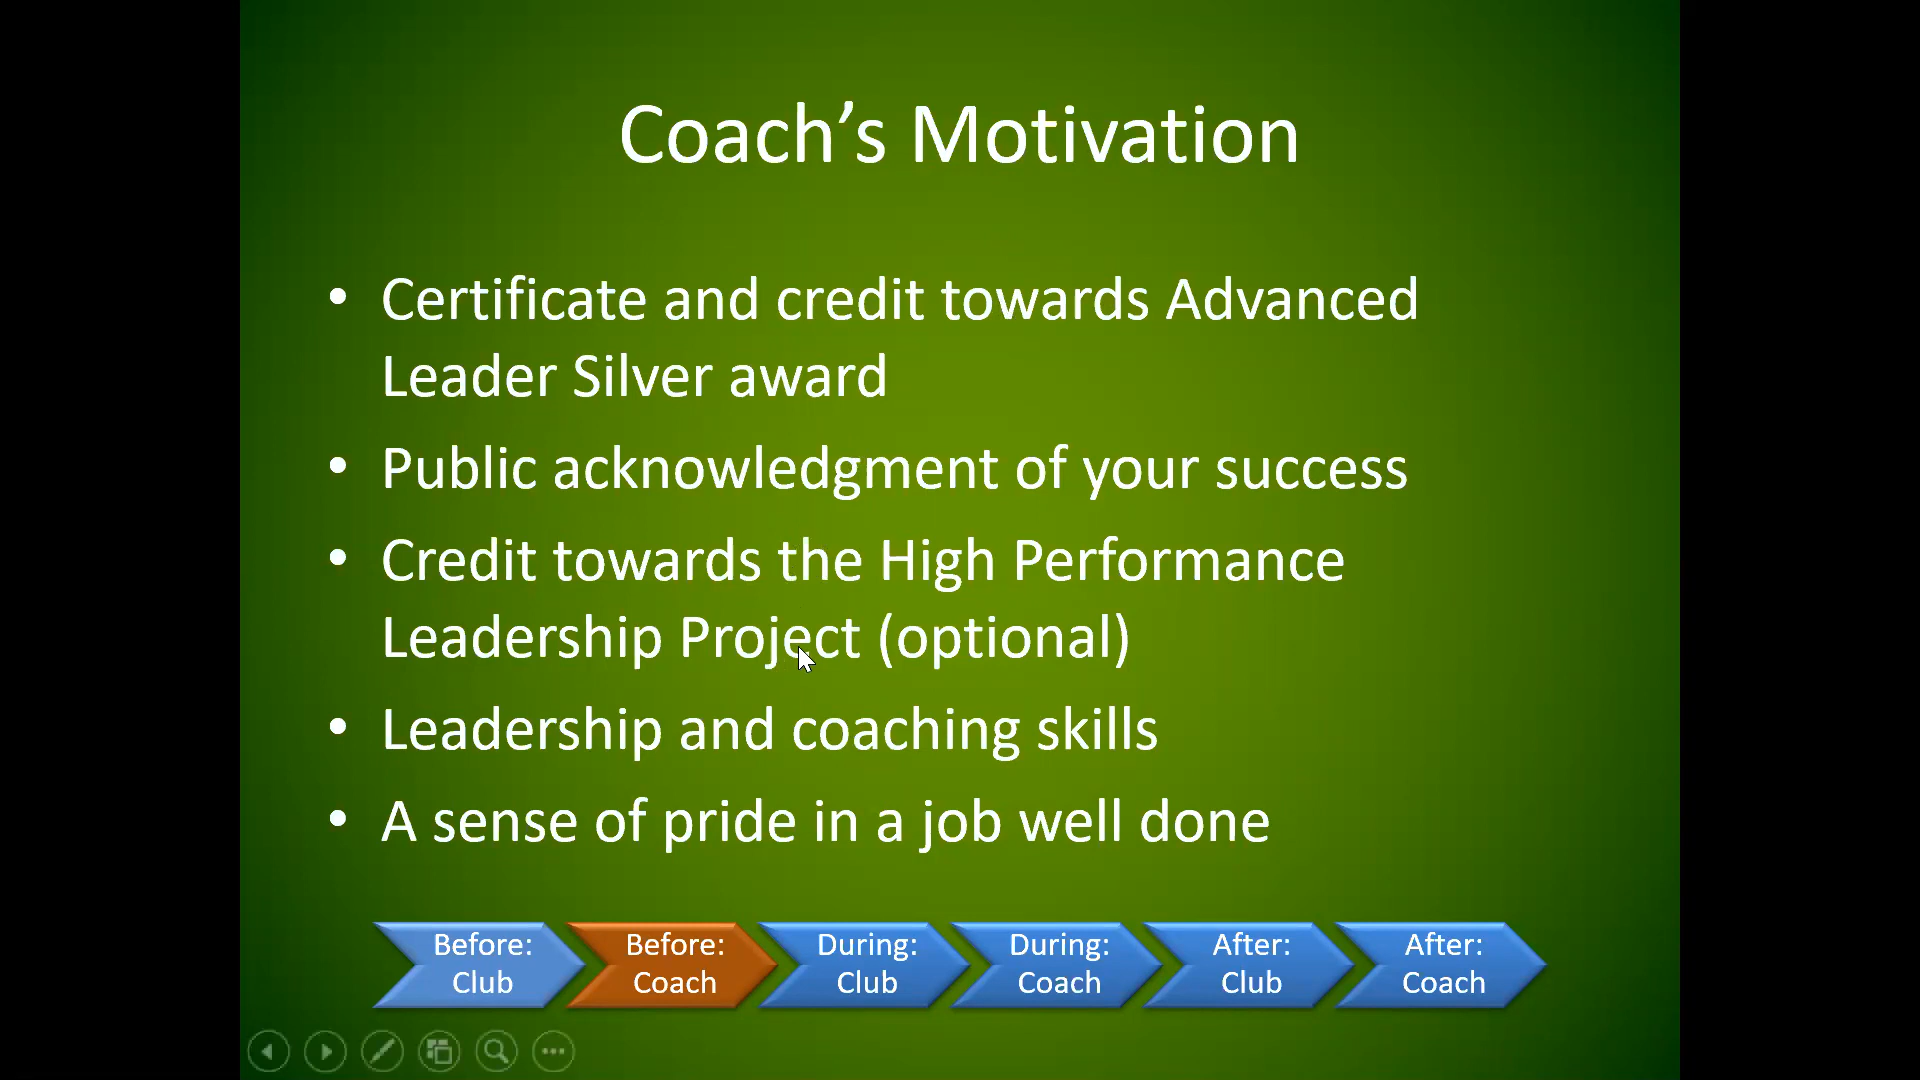 Coach’s Motivation
• Certificate and credit towards Advanced
Leader Silver award
• Public acknowledgment of your success
• Credit towards the High Performance
Leadership Project (optional)
• Leadership and coaching skills
• A sense of pride in a job well done
Before:
Club
Before:
Coach
During:
Club
During:
Coach
After:
Club
After:
Coach